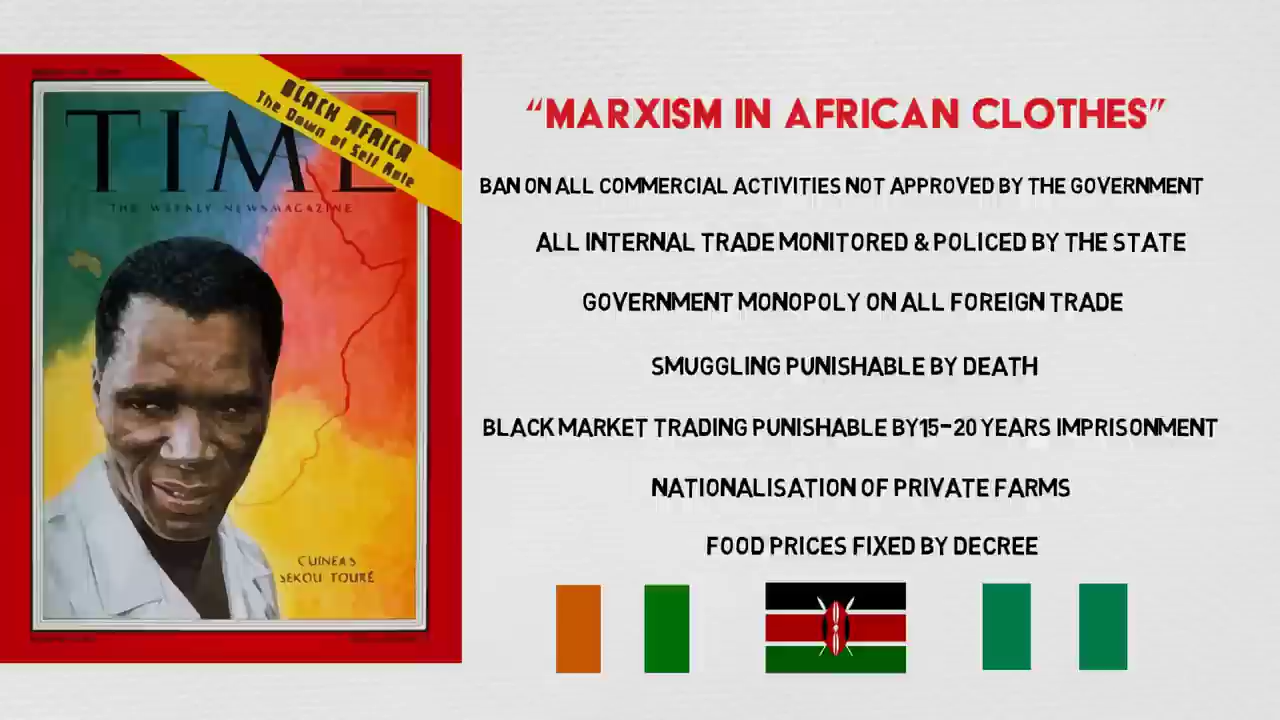 BLACK AFRICA
The Dawn of Self Rule
TIME
THE WEEKLY NEWSMAGAZINE
GUINEA'S
SEKOU TOURÉ
“MARXISM IN AFRICAN CLOTHES”
BAN ON ALL COMMERCIAL ACTIVITIES NOT APPROVED BY THE GOVERNMENT
ALL INTERNAL TRADE MONITORED & POLICED BY THE STATE
GOVERNMENT MONOPOLY ON ALL FOREIGN TRADE
SMUGGLING PUNISHABLE BY DEATH
BLACK MARKET TRADING PUNISHABLE BY 15-20 YEARS IMPRISONMENT
NATIONALISATION OF PRIVATE FARMS
FOOD PRICES FIXED BY DECREE